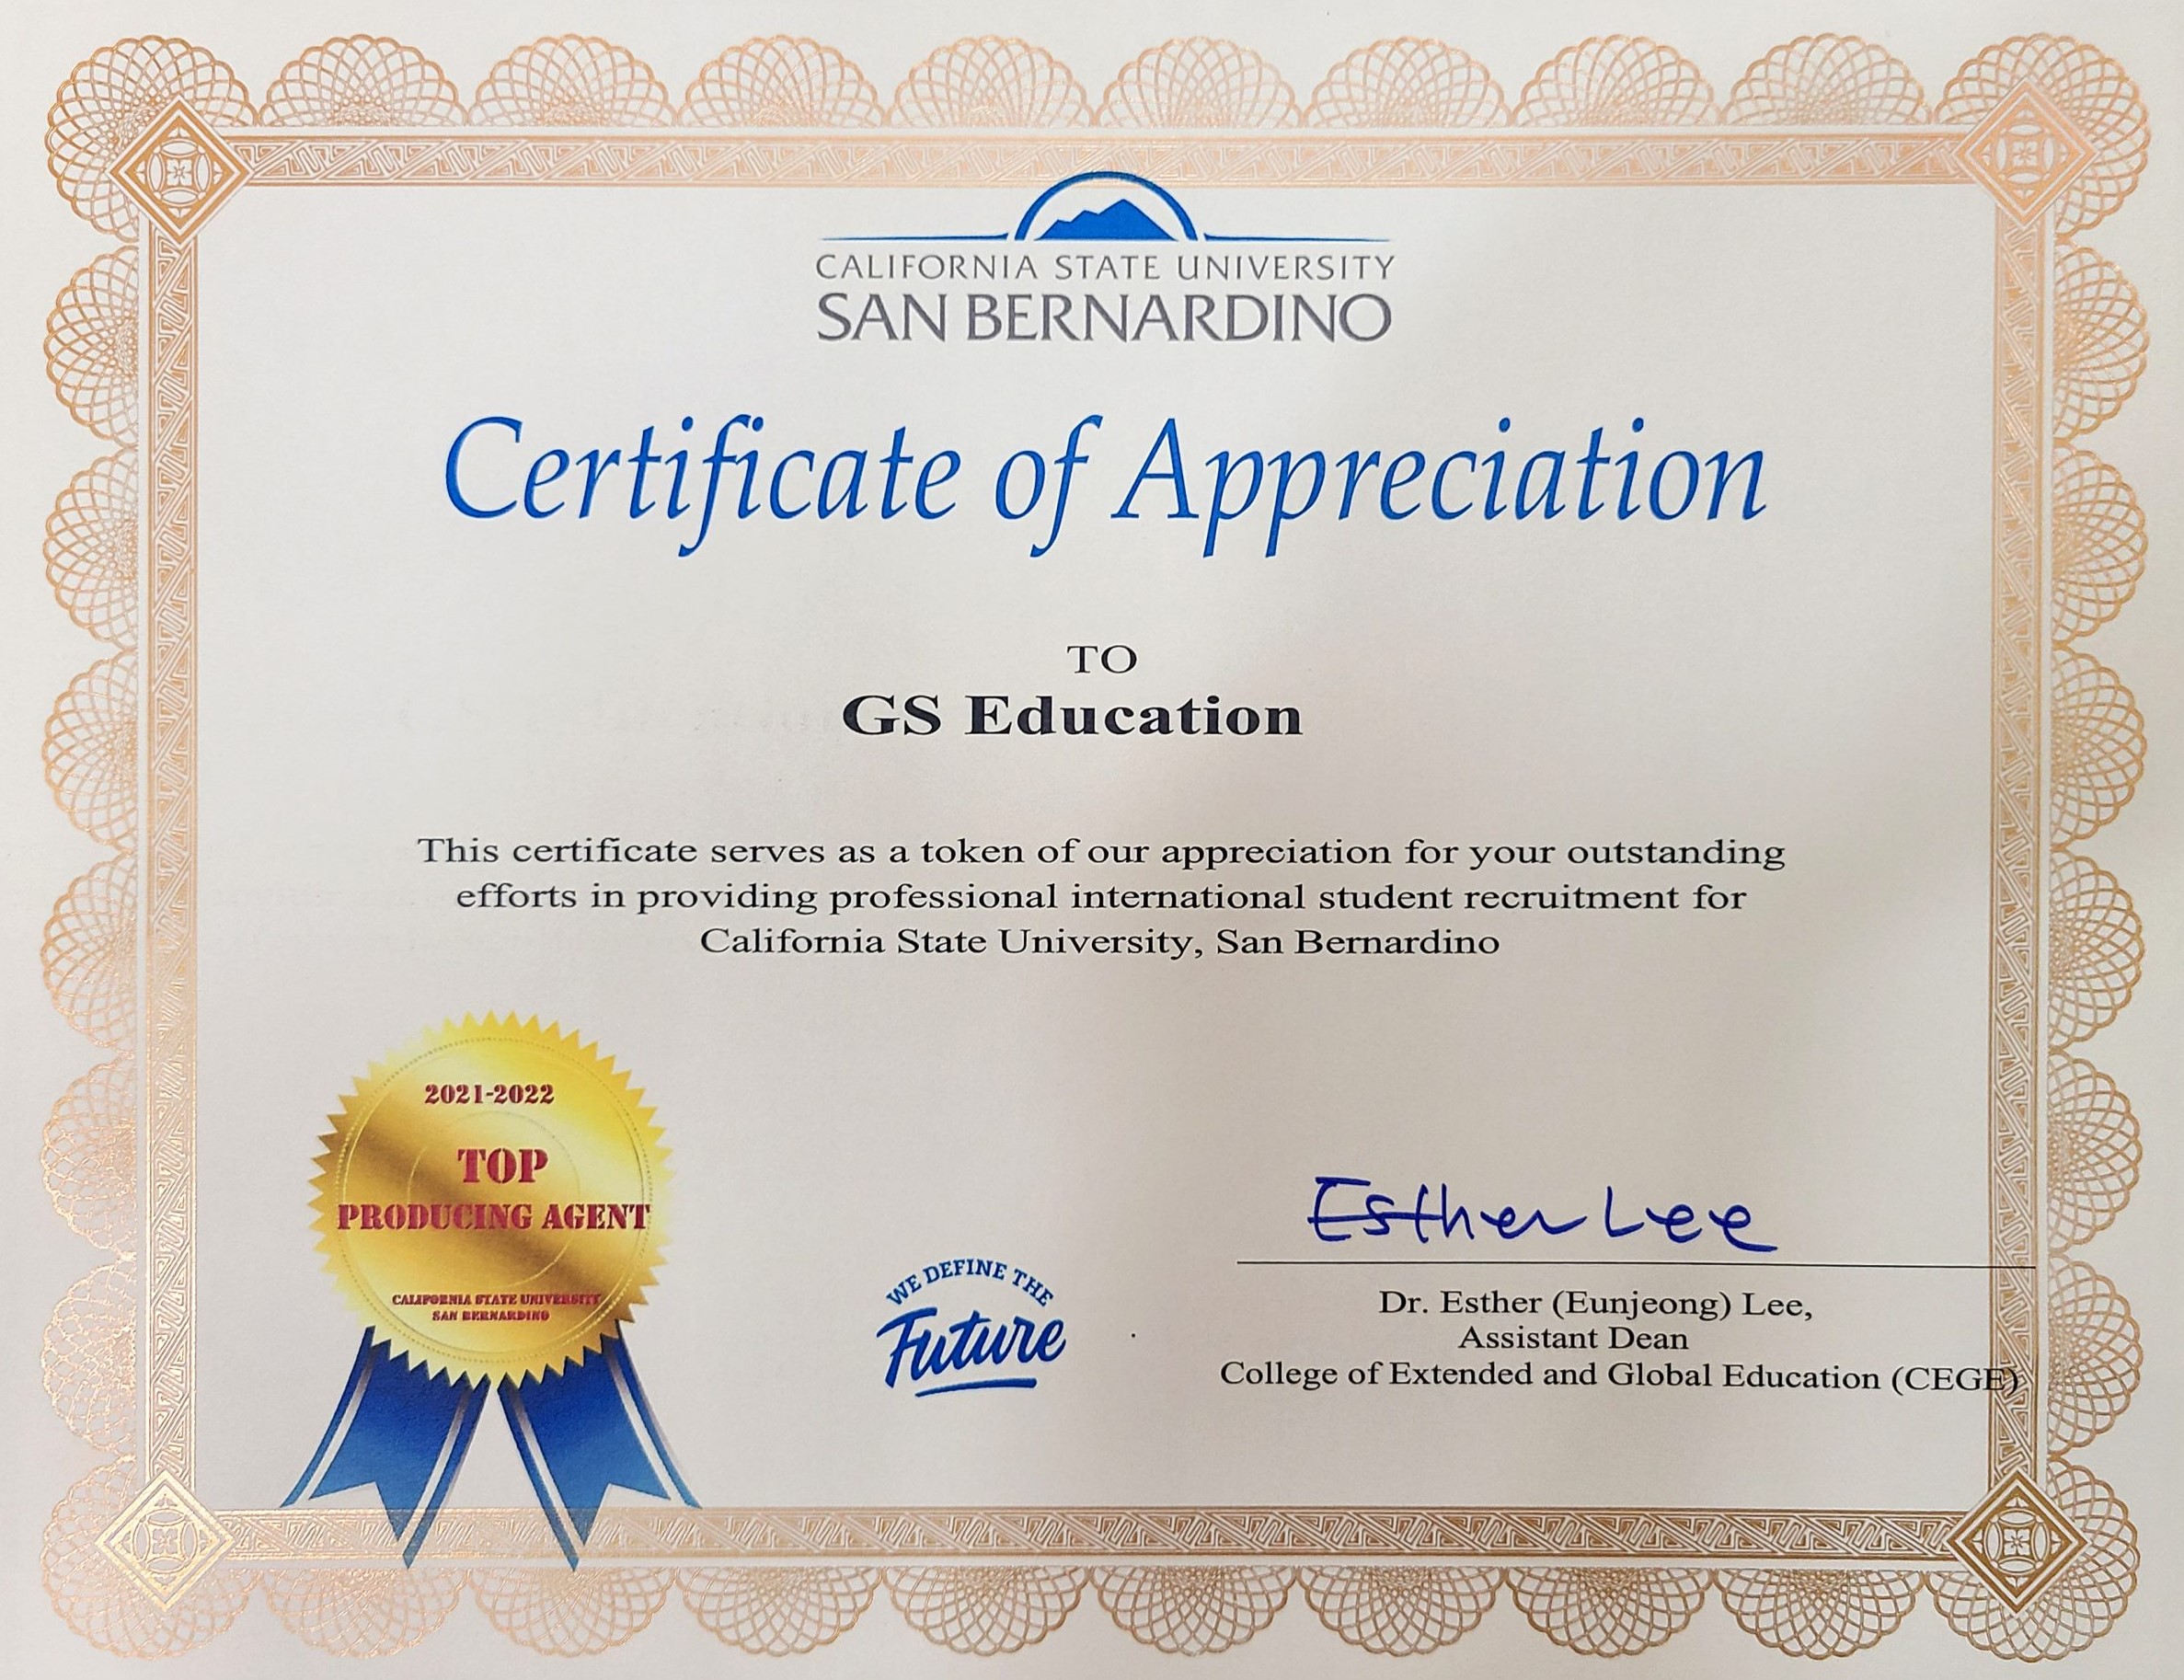 CALIFORNIA STATE UNIVERSITY
SAN BERNARDINO
Certificate of Appreciation
TO
GS Education
This certificate serves as a token of our appreciation for your outstanding
efforts in providing professional international student recruitment for
California State University, San Bernardino
2021-2022
TOP
PRODUCING AGENT
CALIFORNIA STATE UNIVERSITY
SAN BERNARDINO
WE DEFINE THE
Future
Esther Lee
Dr. Esther (Eunjeong) Lee,
Assistant Dean
College of Extended and Global Education (CEGE)